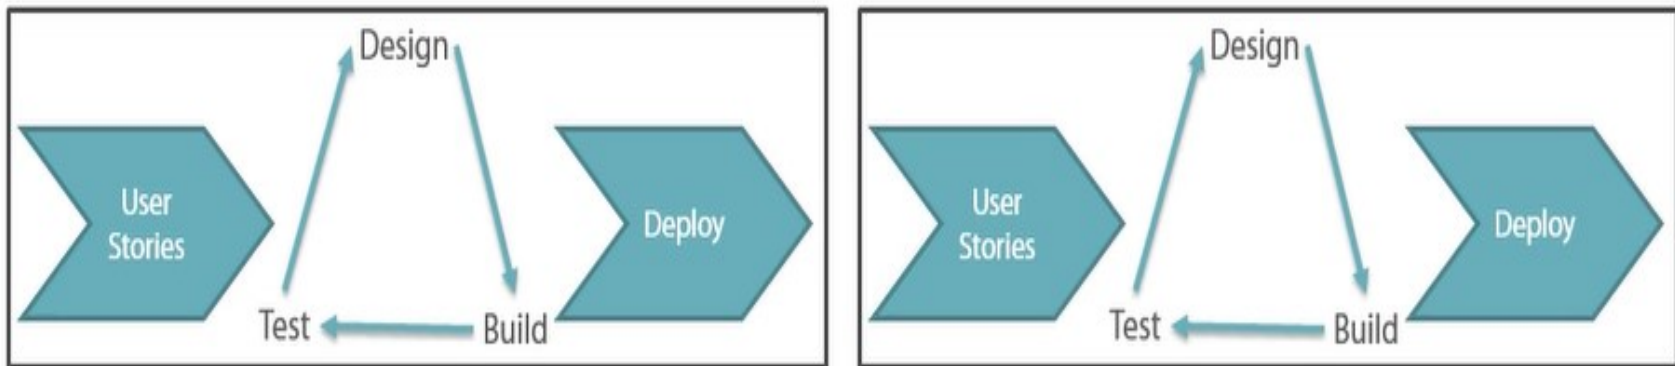 Design
User
Stories
Deploy
Test
Build
Design
User
Stories
Deploy
Test
Build